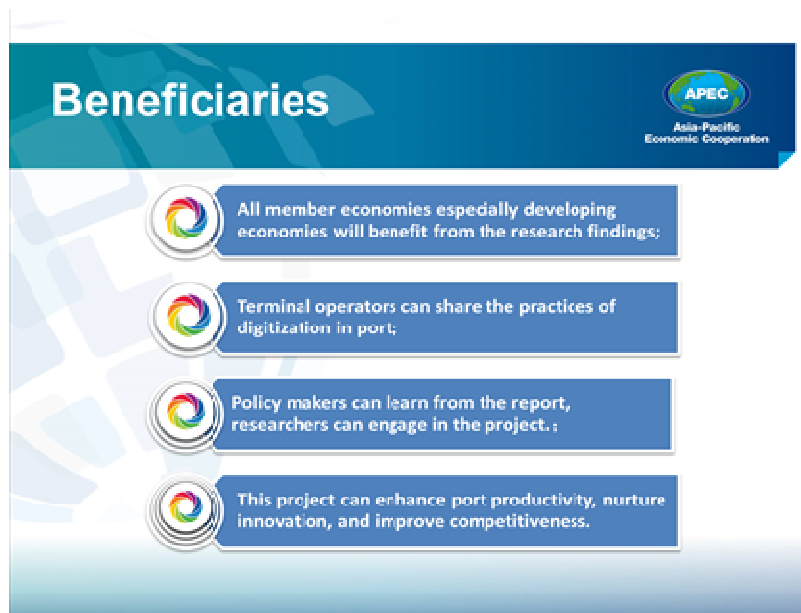 Beneficiaries
APEC
Asia-Pacific
Economic Cooperation
All member economies especially developing
economies will benefit from the research findings;
Terminal operators can share the practices of
digitization in port;
Policy makers can learn from the report,
researchers can engage in the project.;
This project can enhance port productivity, nurture
innovation, and improve competitiveness.